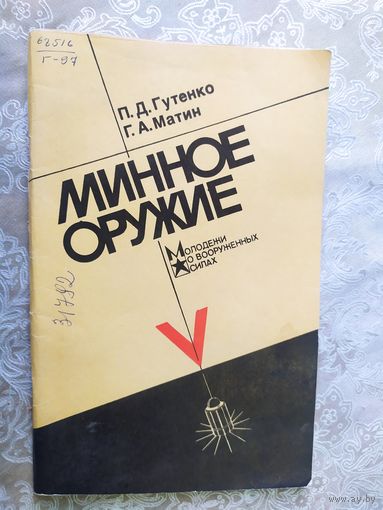 62516
Г-97
П.Д.Гутенко
Г.А.Матин
МИННОЕ
ОРУЖИЕ
МОЛОДЕЖИ
О ВООРУЖЕННЫХ
СИЛАХ
31792
www.ay.by